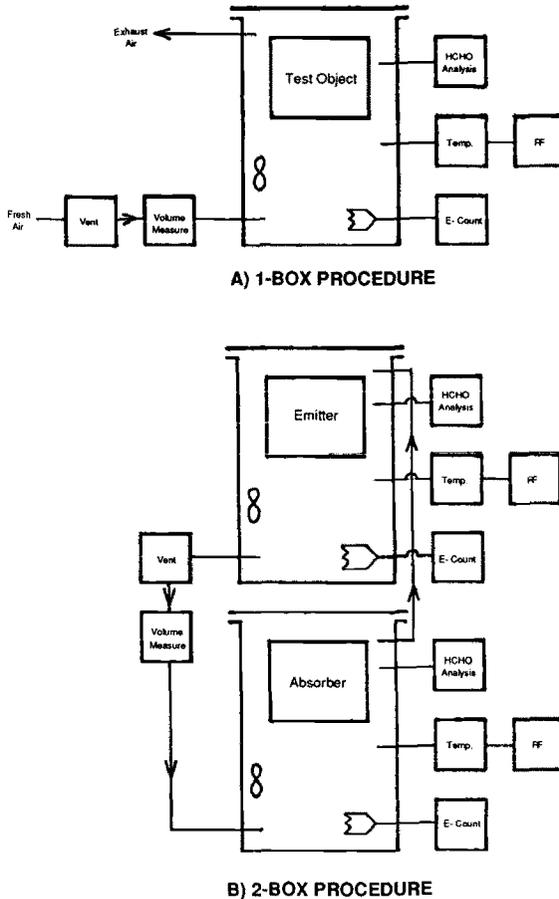 Exhaust
Air
Test Object
HCHO
Analysis
Temp.
RF
Fresh
Air
Vent
Volume
Measure
E- Count
A) 1-BOX PROCEDURE
Emitter
HCHO
Analysis
Temp.
RF
Vent
E- Count
Volume
Measure
Absorber
HCHO
Analysis
Temp.
RF
E- Count
B) 2-BOX PROCEDURE